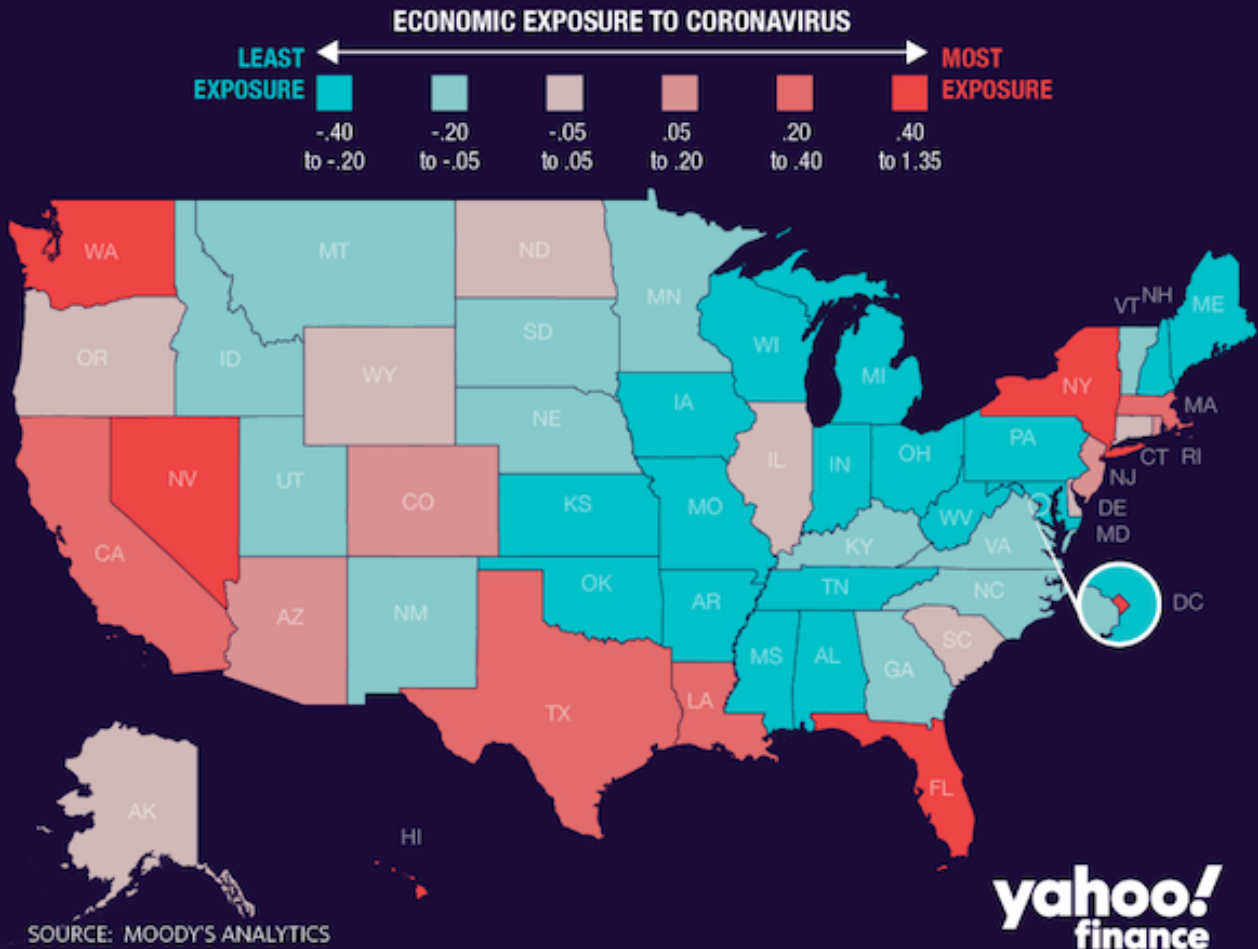 ECONOMIC EXPOSURE TO CORONAVIRUS
LEAST
EXPOSURE
MOST
EXPOSURE
-.40
to -.20
-.20
to -.05
-.05
to .05
.05
to .20
.20
to .40
.40
to 1.35
WA
MT
ND
MN
VT
NH
ME
OR
ID
WY
SD
WI
MI
NY
MA
NV
UT
CO
NE
IA
IL
IN
OH
PA
CT
RI
NJ
CA
KS
MO
KY
WV
VA
DE
MD
AZ
NM
OK
AR
TN
NC
DC
TX
LA
MS
AL
GA
SC
AK
HI
FL
yahoo!
finance
SOURCE: MOODY'S ANALYTICS